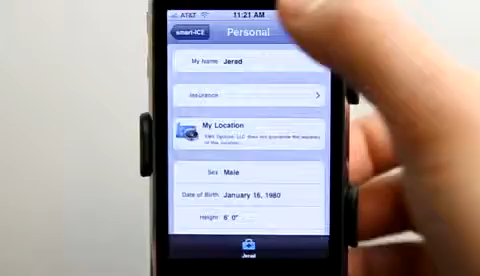 AT&T 11:21 AM
smart-ICE Personal
My name Jerad
Insurance
My Location
Sex Male
Date of Birth January 16, 1980
Height 6' 0"
Jerad